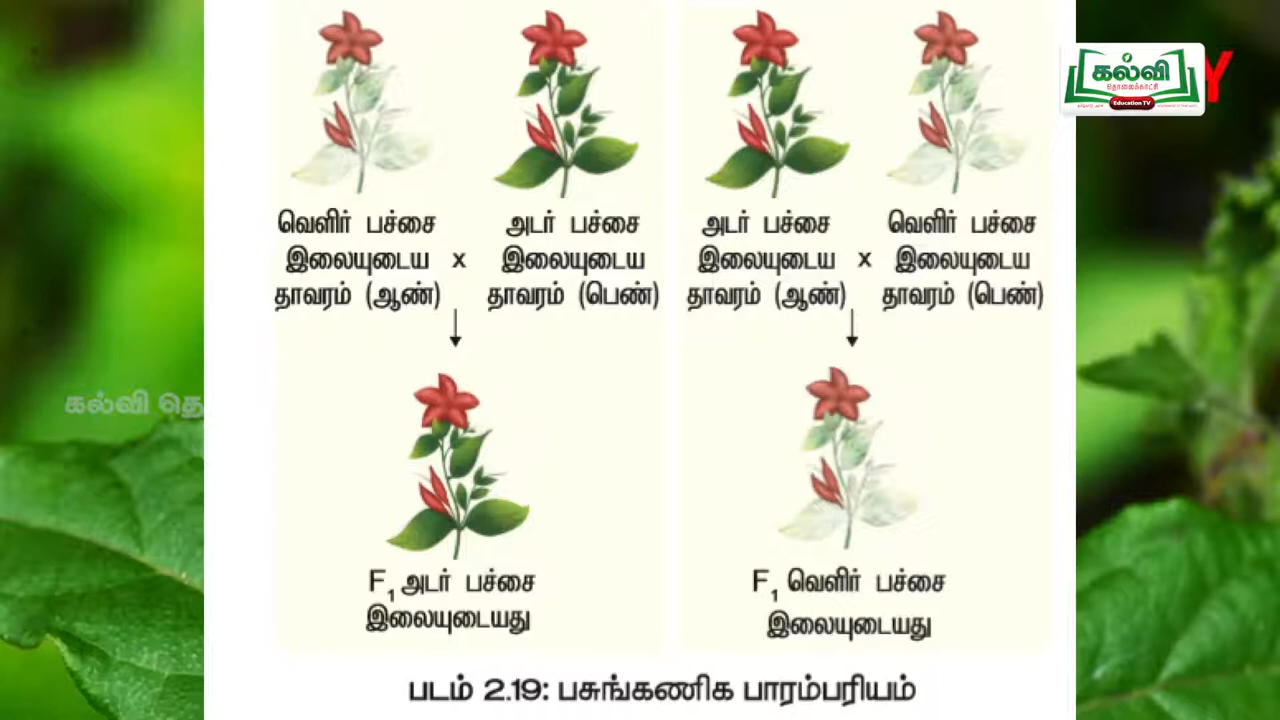 வெளிர் பச்சை
இலையுடைய x
தாவரம் (ஆண்)
அடர் பச்சை
இலையுடைய
தாவரம் (பெண்)
அடர் பச்சை
இலையுடைய x
தாவரம் (ஆண்)
வெளிர் பச்சை
இலையுடைய
தாவரம் (பெண்)
F1 அடர் பச்சை
இலையுடையது
F1 வெளிர் பச்சை
இலையுடையது
படம் 2.19: பசுங்கணிக பாரம்பரியம்
கல்வி
தொலைக்காட்சி
Education TV
Y
கல்வி தெ